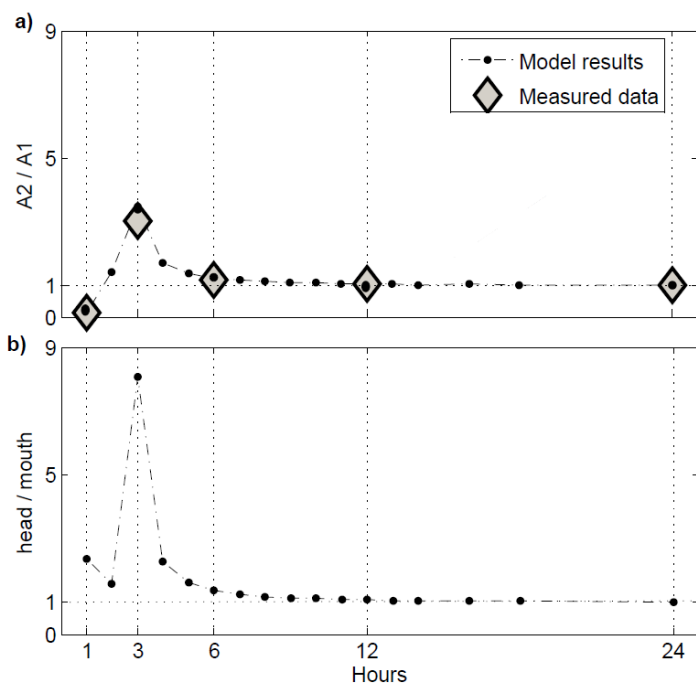 a)
9
5
1
0
A2 / A1
Model results
Measured data
b)
9
5
1
0
head / mouth
1 3 6 12 24
Hours